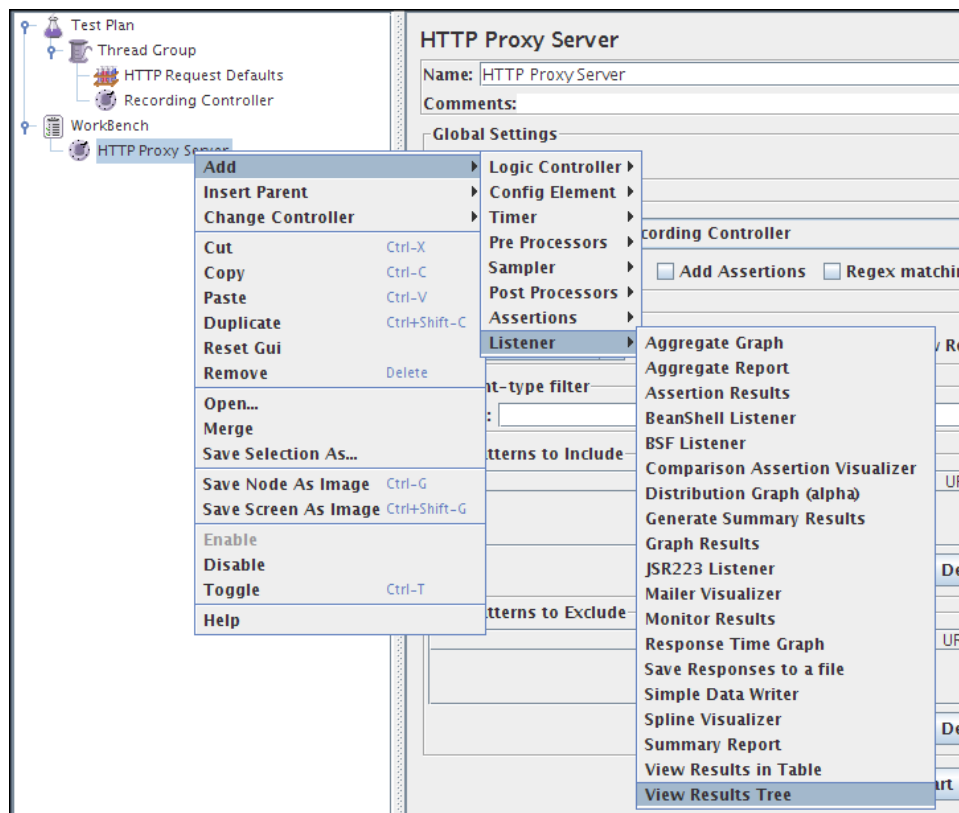 Test Plan
Thread Group
HTTP Request Defaults
Recording Controller
WorkBench
HTTP Proxy Server
HTTP Proxy Server
Name: HTTP Proxy Server
Comments:
Global Settings
cording Controller
Add Assertions Regex matchin
nt-type filter
:
tterns to Include
UR
De
tterns to Exclude
UR
De
art
Add
Insert Parent
Change Controller
Cut Ctrl-X
Copy Ctrl-C
Paste Ctrl-V
Duplicate Ctrl+Shift-C
Reset Gui
Remove Delete
Open...
Merge
Save Selection As...
Save Node As Image Ctrl-G
Save Screen As Image Ctrl+Shift-G
Enable
Disable
Toggle Ctrl-T
Help
Logic Controller
Config Element
Timer
Pre Processors
Sampler
Post Processors
Assertions
Listener
Aggregate Graph
Aggregate Report
Assertion Results
BeanShell Listener
BSF Listener
Comparison Assertion Visualizer
Distribution Graph (alpha)
Generate Summary Results
Graph Results
JSR223 Listener
Mailer Visualizer
Monitor Results
Response Time Graph
Save Responses to a file
Simple Data Writer
Spline Visualizer
Summary Report
View Results in Table
View Results Tree